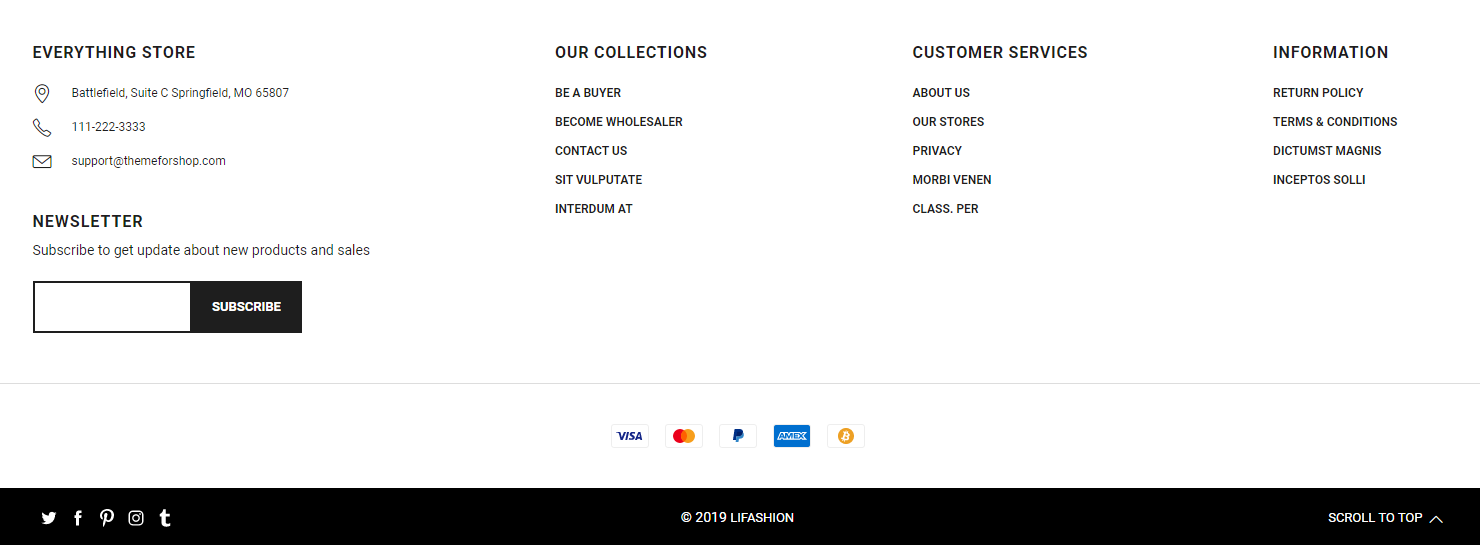 EVERYTHING STORE
Battlefield, Suite C Springfield, MO 65807
111-222-3333
support@themeforshop.com
NEWSLETTER
Subscribe to get update about new products and sales
SUBSCRIBE
OUR COLLECTIONS
BE A BUYER
BECOME WHOLESALER
CONTACT US
SIT VULPUTATE
INTERDUM AT
CUSTOMER SERVICES
ABOUT US
OUR STORES
PRIVACY
MORBI VENEN
CLASS. PER
INFORMATION
RETURN POLICY
TERMS & CONDITIONS
DICTUMST MAGNIS
INCEPTOS SOLLI
VISA
AMEX
© 2019 LIFASHION
SCROLL TO TOP